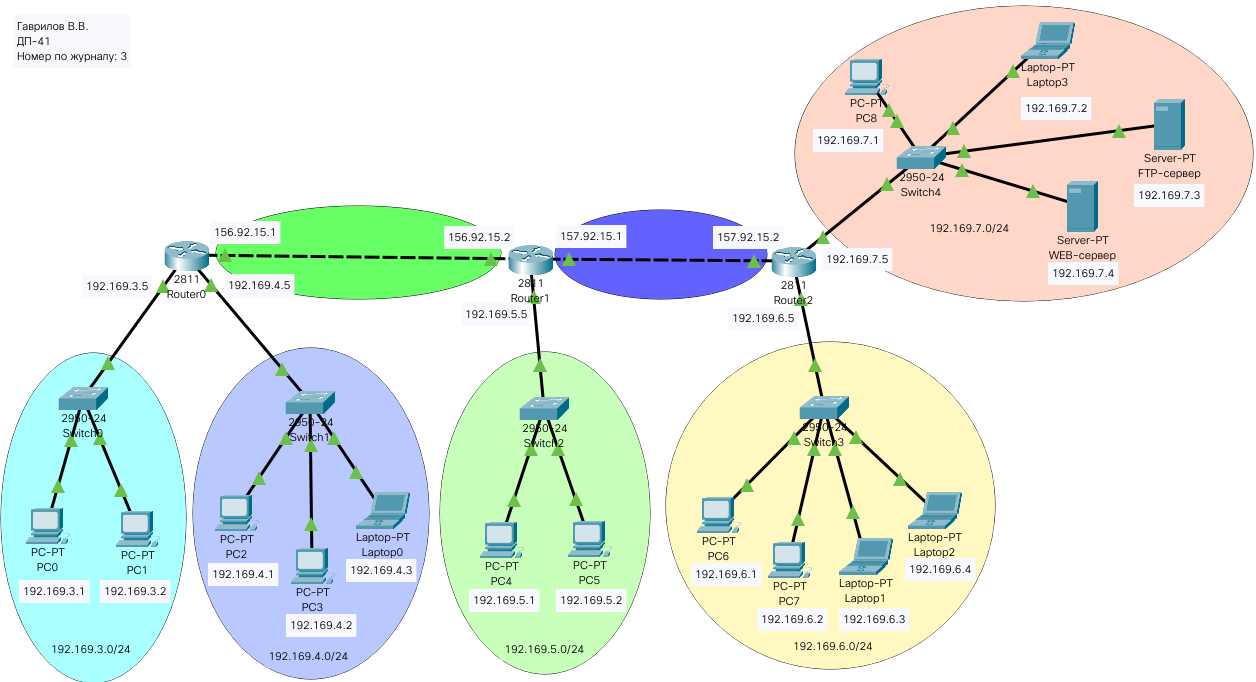 Гаврилов В.В.
ДП-41
Номер по журналу: 3
Laptop-PT
Laptop3
192.169.7.2
PC-PT
PC8
192.169.7.1
2950-24
Switch4
Server-PT
FTP-сервер
192.169.7.3
Server-PT
WEB-сервер
192.169.7.4
192.169.7.0/24
192.169.7.5
156.92.15.1
156.92.15.2
157.92.15.1
157.92.15.2
2811
Router0
192.169.3.5
192.169.4.5
2811
Router1
192.169.5.5
2811
Router2
192.169.6.5
2950-24
Switch0
PC-PT
PC0
192.169.3.1
PC-PT
PC1
192.169.3.2
192.169.3.0/24
2950-24
Switch1
PC-PT
PC2
192.169.4.1
PC-PT
PC3
192.169.4.2
Laptop-PT
Laptop0
192.169.4.3
192.169.4.0/24
2950-24
Switch2
PC-PT
PC4
192.169.5.1
PC-PT
PC5
192.169.5.2
192.169.5.0/24
2950-24
Switch3
PC-PT
PC6
192.169.6.1
PC-PT
PC7
192.169.6.2
Laptop-PT
Laptop1
192.169.6.3
Laptop-PT
Laptop2
192.169.6.4
192.169.6.0/24